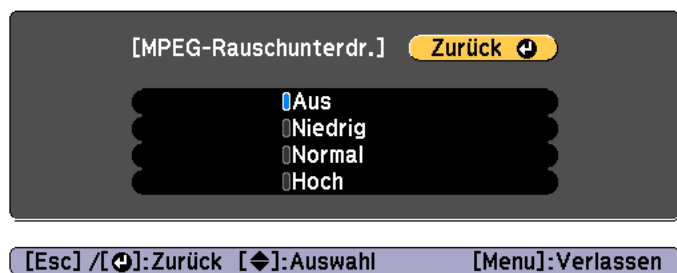 [MPEG-Rauschunterdr.] Zurück
Aus
Niedrig
Normal
Hoch
[Esc] /[⏎]:Zurück [◆]:Auswahl [Menu]:Verlassen